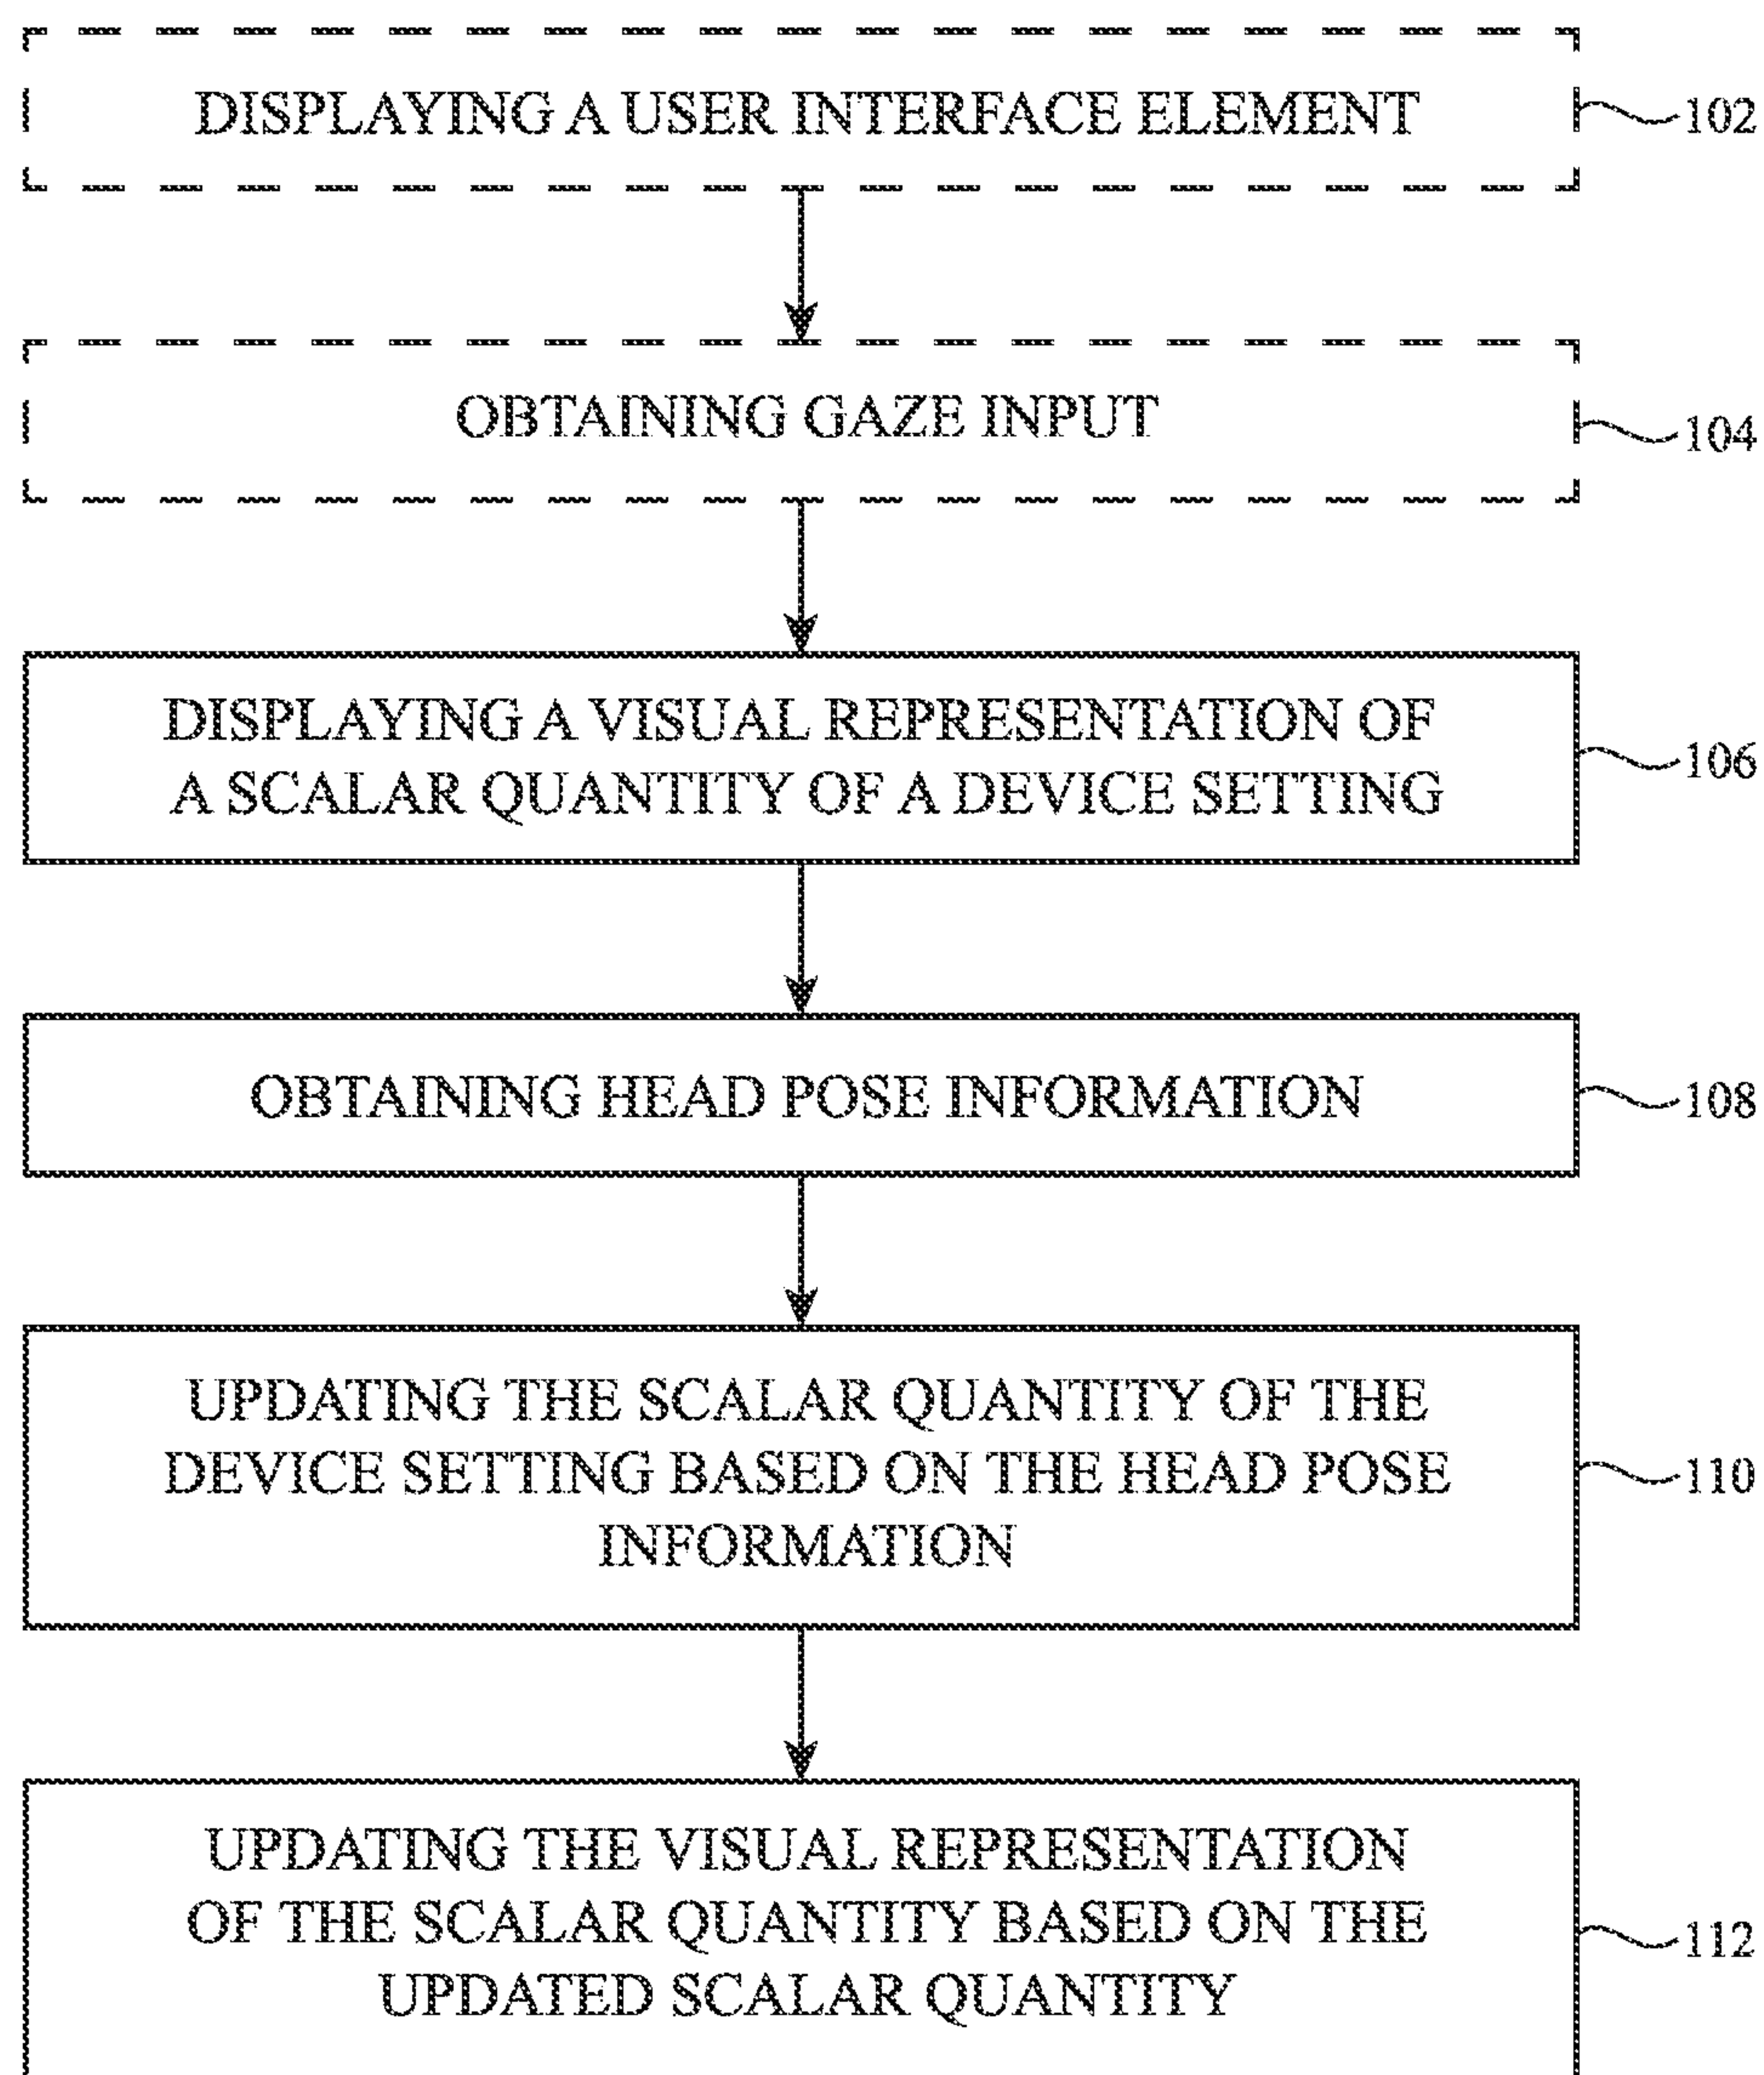 DISPLAYING A USER INTERFACE ELEMENT
102
OBTAINING GAZE INPUT
104
DISPLAYING A VISUAL REPRESENTATION OF
A SCALAR QUANTITY OF A DEVICE SETTING
106
OBTAINING HEAD POSE INFORMATION
108
UPDATING THE SCALAR QUANTITY OF THE
DEVICE SETTING BASED ON THE HEAD POSE
INFORMATION
110
UPDATING THE VISUAL REPRESENTATION
OF THE SCALAR QUANTITY BASED ON THE
UPDATED SCALAR QUANTITY
112